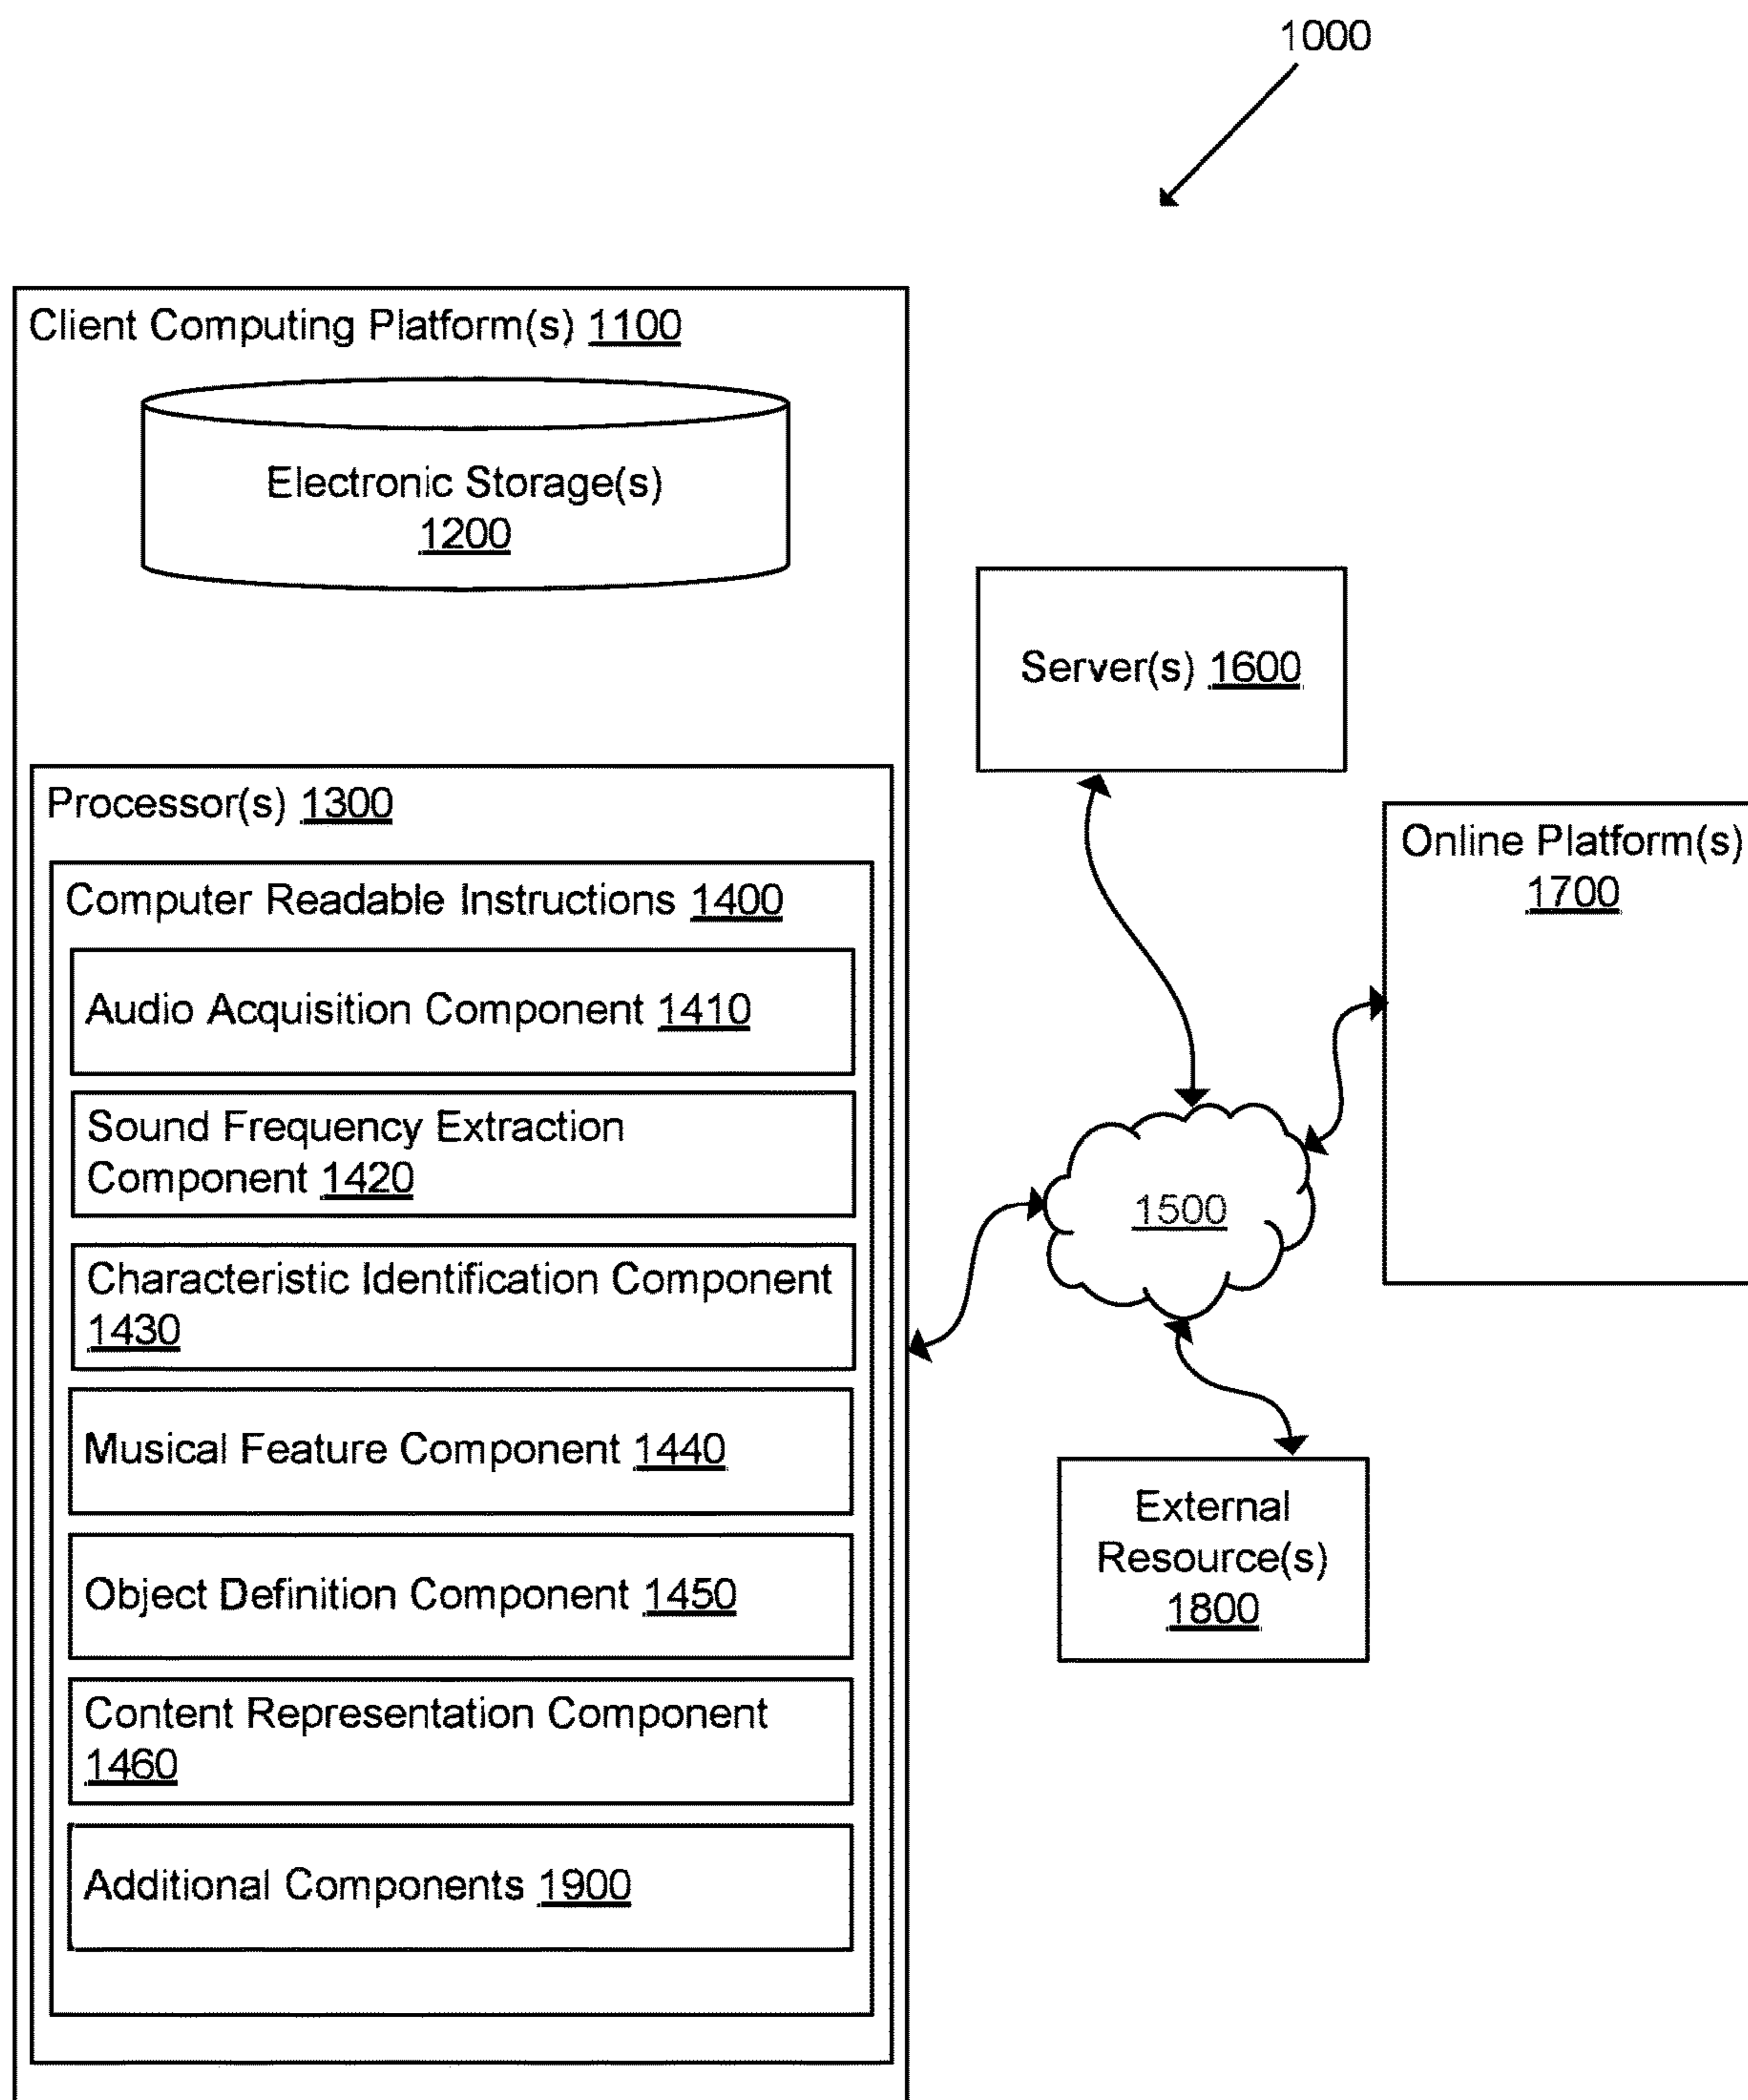 1000
Client Computing Platform(s) 1100
Electronic Storage(s)
1200
Processor(s) 1300
Computer Readable Instructions 1400
Audio Acquisition Component 1410
Sound Frequency Extraction
Component 1420
Characteristic Identification Component
1430
Musical Feature Component 1440
Object Definition Component 1450
Content Representation Component
1460
Additional Components 1900
Server(s) 1600
Online Platform(s)
1700
1500
External
Resource(s)
1800